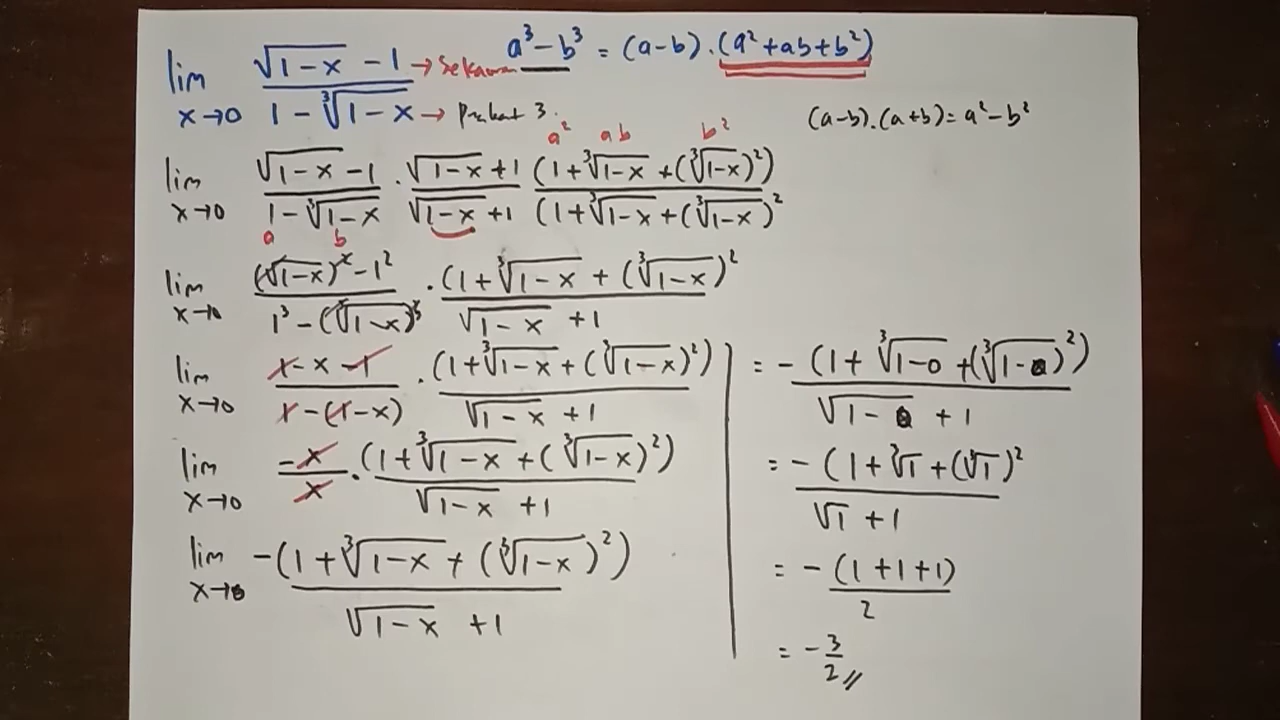 lim x→0 (√(1-x) - 1)/(1 - ∛(1-x)) → Sekawan → Pangkat 3
a³ - b³ = (a-b).(a²+ab+b²)
(a-b).(a+b) = a² - b²
a² ab b²
lim x→0 (√(1-x) - 1)/(1 - ∛(1-x)) . (√(1-x) + 1)/(√(1-x) + 1) (1+∛(1-x) + (∛(1-x))²)/(1+∛(1-x) + (∛(1-x))²
a b
lim x→0 ((√(1-x))² - 1²)/(1³ - (∛(1-x))³) . (1+∛(1-x) + (∛(1-x))²/(√(1-x) + 1)
lim x→0 (1 - x - 1)/(1 - (1-x)) . (1+∛(1-x) + (∛(1-x))²)/(√(1-x) + 1)
lim x→0 -x/x . (1+∛(1-x) + (∛(1-x))²)/(√(1-x) + 1)
lim x→0 -(1+∛(1-x) + (∛(1-x))²)/(√(1-x) + 1)
= -(1+∛(1-0) + (∛(1-0))²)/(√(1-0) + 1)
= -(1+∛1 + (∛1)²/(√1 + 1)
= -(1+1+1)/2
= -3/2 //